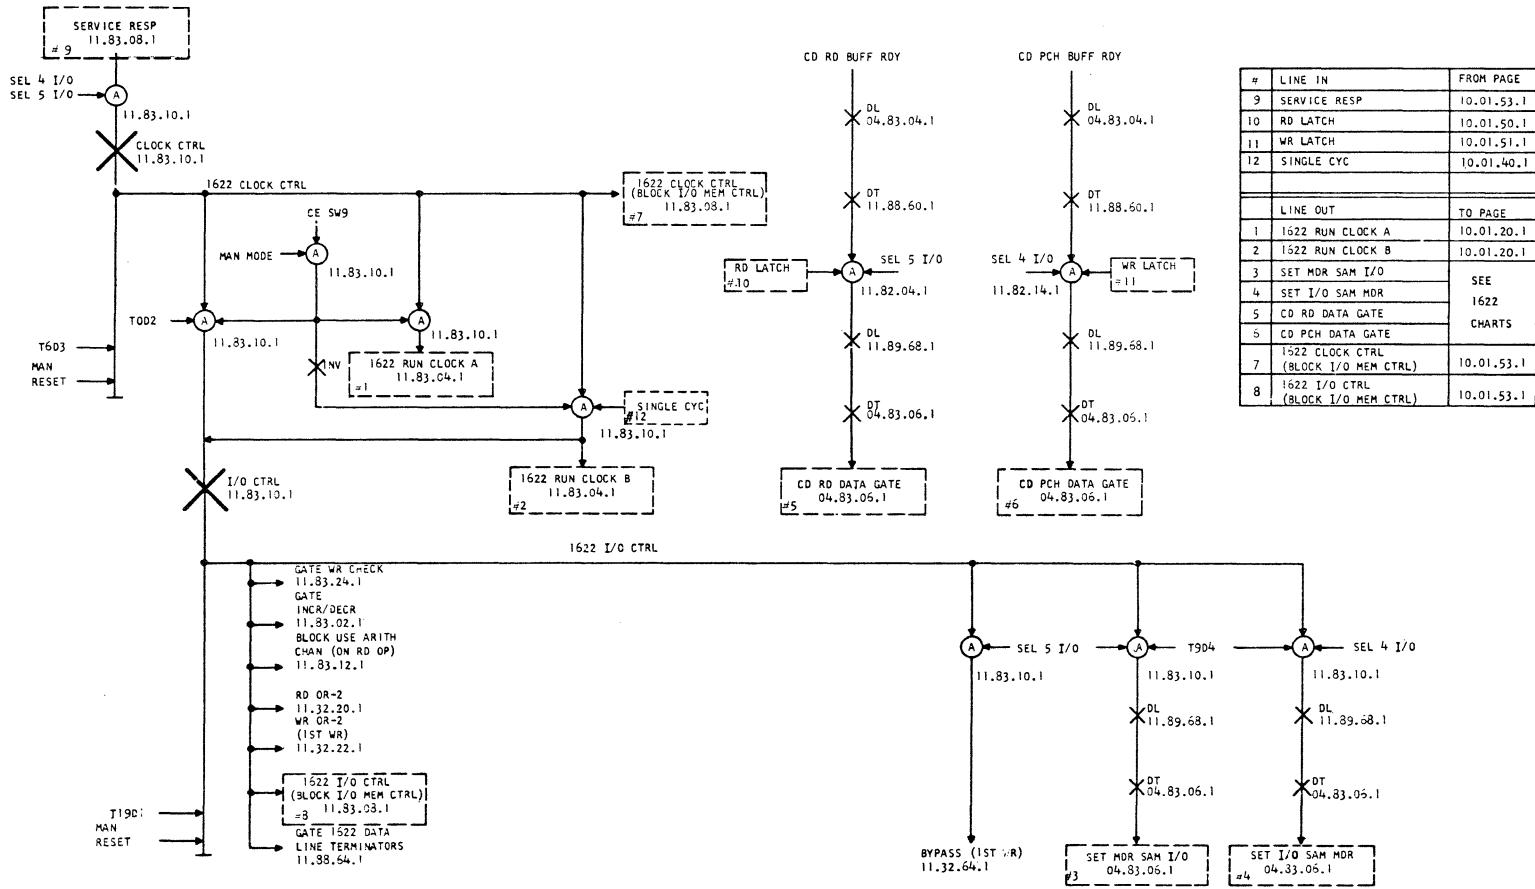 SERVICE RESP
11.83.08.1
# 9
SEL 4 I/O
SEL 5 I/O
A
11.83.10.1
CLOCK CTRL
11.83.10.1
1622 CLOCK CTRL
1622 CLOCK CTRL
(BLOCK I/O MEM CTRL)
11.83.08.1
#7
CE SW9
MAN MODE
A
11.83.10.1
TOD2
A
11.83.10.1
A
11.83.10.1
T6D3
MAN
RESET
INV
1622 RUN CLOCK A
11.83.04.1
#1
SINGLE CYC
#12
A
11.83.10.1
I/O CTRL
11.83.10.1
1622 RUN CLOCK B
11.83.04.1
#2
CD RD BUFF RDY
DL
04.83.04.1
DT
11.88.60.1
RD LATCH
#10
A
SEL 5 I/O
11.82.04.1
DL
11.89.68.1
DT
04.83.06.1
CD RD DATA GATE
04.83.06.1
#5
CD PCH BUFF RDY
DL
04.83.04.1
DT
11.88.60.1
SEL 4 I/O
A
WR LATCH
#11
11.82.14.1
DL
11.89.68.1
DT
04.83.06.1
CD PCH DATA GATE
04.83.06.1
#6
# LINE IN FROM PAGE
9 SERVICE RESP 10.01.53.1
10 RD LATCH 10.01.50.1
11 WR LATCH 10.01.51.1
12 SINGLE CYC 10.01.40.1
LINE OUT TO PAGE
1 1622 RUN CLOCK A 10.01.20.1
2 1622 RUN CLOCK B 10.01.20.1
3 SET MDR SAM I/O
4 SET I/O SAM MDR
5 CD RD DATA GATE
6 CD PCH DATA GATE
SEE
1622
CHARTS
7 1622 CLOCK CTRL
(BLOCK I/O MEM CTRL) 10.01.53.1
8 1622 I/O CTRL
(BLOCK I/O MEM CTRL) 10.01.53.1
1622 I/O CTRL
GATE WR CHECK
11.83.24.1
GATE
INCR/DECR
11.83.02.1
BLOCK USE ARITH
CHAN (ON RD OP)
11.83.12.1
RD OR-2
11.32.20.1
WR OR-2
(1ST WR)
11.32.22.1
1622 I/O CTRL
(BLOCK I/O MEM CTRL)
11.83.08.1
#8
GATE 1622 DATA
LINE TERMINATORS
11.88.64.1
T19D1
MAN
RESET
A
SEL 5 I/O
A
T9D4
A
SEL 4 I/O
11.83.10.1
11.83.10.1
11.83.10.1
DL
11.89.68.1
DL
11.89.68.1
DT
04.83.06.1
DT
04.83.06.1
BYPASS (1ST WR)
11.32.64.1
SET MDR SAM I/O
04.83.06.1
#3
SET I/O SAM MDR
04.83.06.1
#4